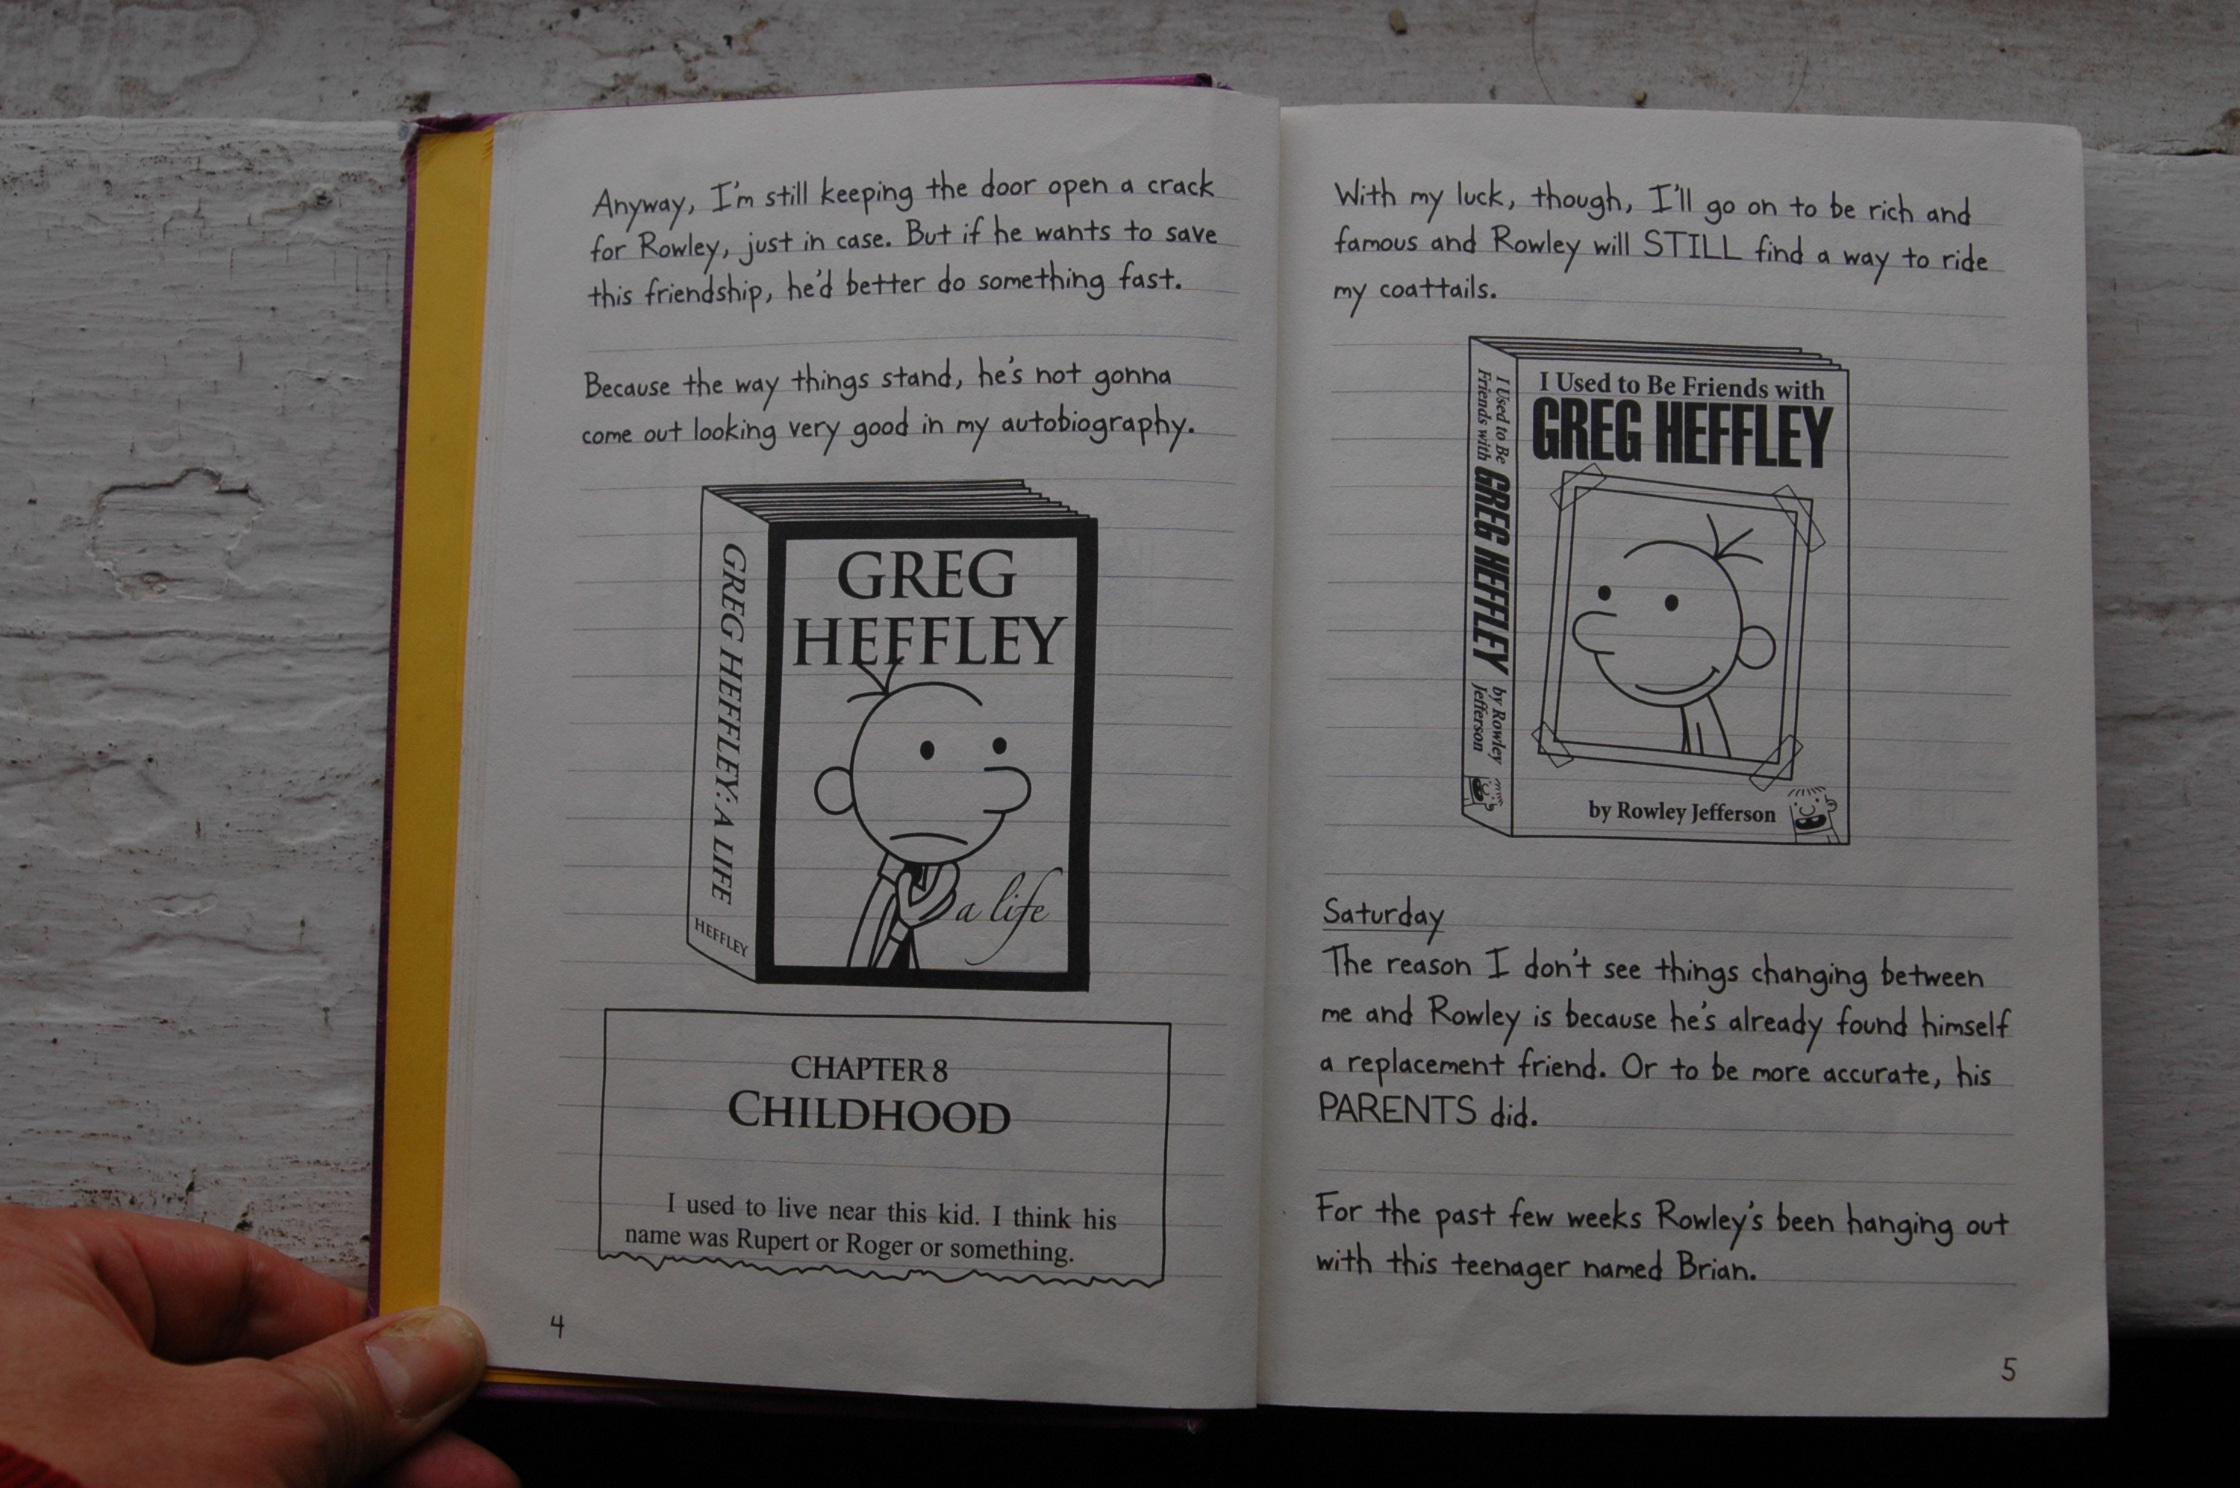 Anyway, I'm still keeping the door open a crack
for Rowley, just in case. But if he wants to save
this friendship, he'd better do something fast.
Because the way things stand, he's not gonna
come out looking very good in my autobiography.
GREG HEFFLEY: A LIFE
HEFFLEY
GREG
HEFFLEY
a life
CHAPTER 8
CHILDHOOD
I used to live near this kid. I think his
name was Rupert or Roger or something.
4
With my luck, though, I'll go on to be rich and
famous and Rowley will STILL find a way to ride
my coattails.
I Used to Be
Friends with
GREG HEFFLEY
by Rowley
Jefferson
I Used to Be Friends with
GREG HEFFLEY
by Rowley Jefferson
Saturday
The reason I don't see things changing between
me and Rowley is because he's already found himself
a replacement friend. Or to be more accurate, his
PARENTS did.
For the past few weeks Rowley's been hanging out
with this teenager named Brian.
5